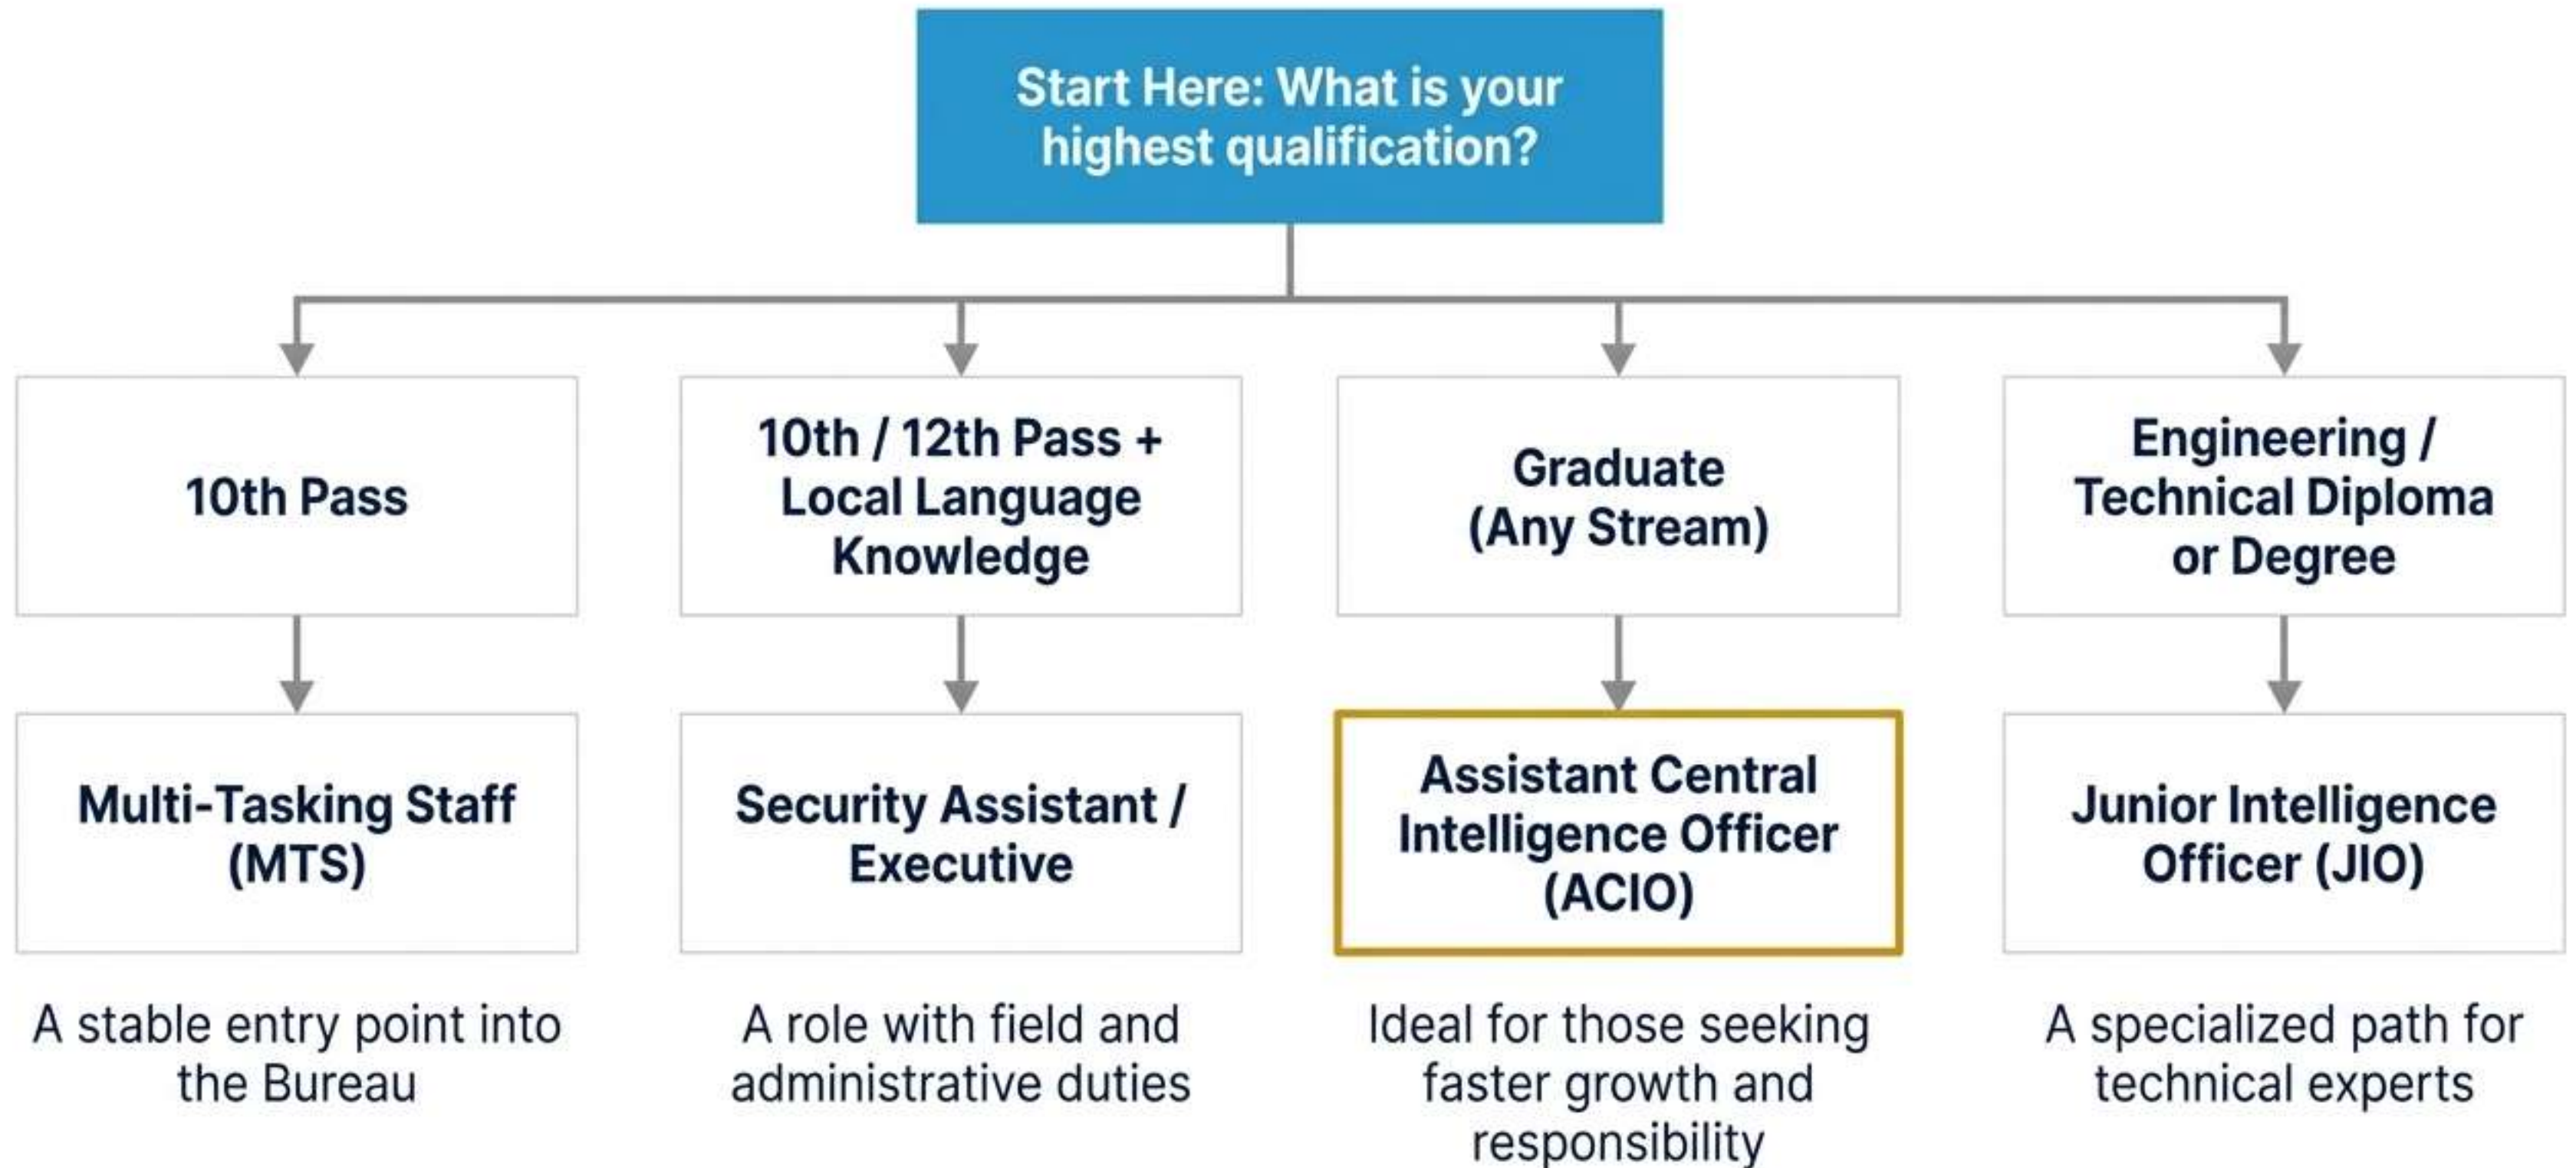 Start Here: What is your
highest qualification?
10th Pass
10th / 12th Pass +
Local Language
Knowledge
Graduate
(Any Stream)
Engineering /
Technical Diploma
or Degree
Multi-Tasking Staff
(MTS)
Security Assistant /
Executive
Assistant Central
Intelligence Officer
(ACIO)
Junior Intelligence
Officer (JIO)
A stable entry point into
the Bureau
A role with field and
administrative duties
Ideal for those seeking
faster growth and
responsibility
A specialized path for
technical experts